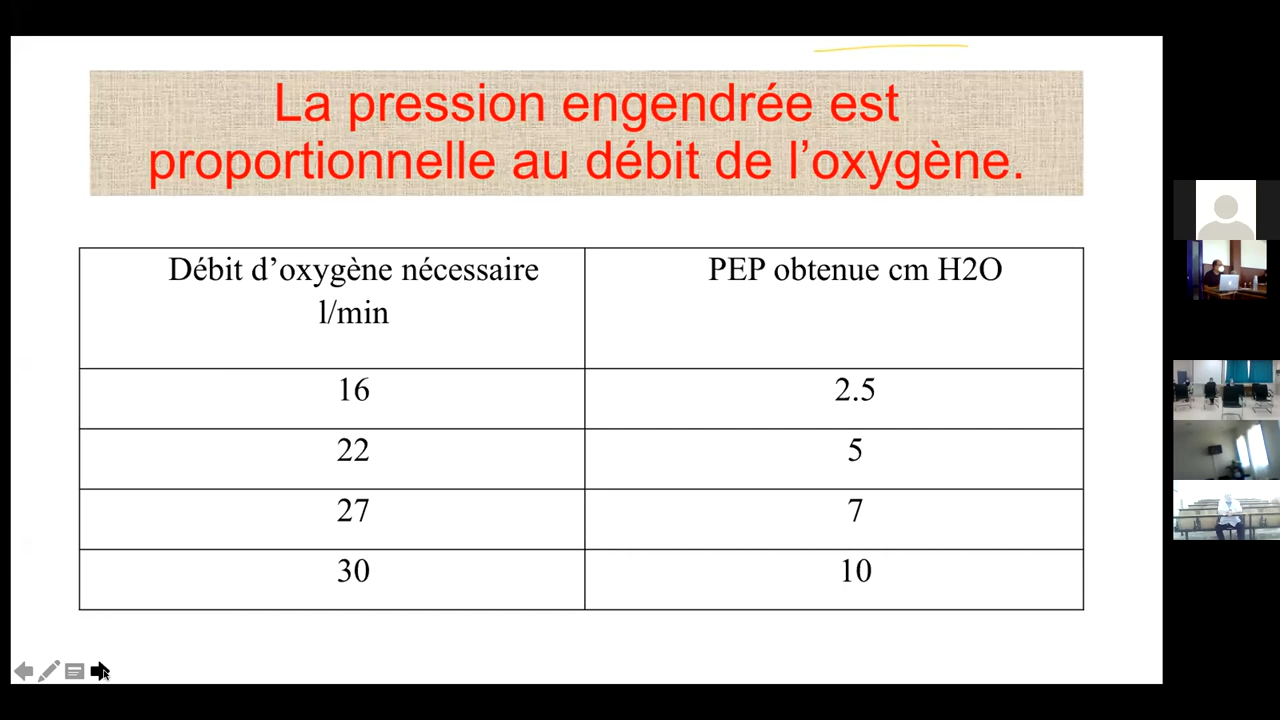 La pression engendrée est
proportionnelle au débit de l’oxygène.
Débit d’oxygène nécessaire
l/min
PEP obtenue cm H2O
16
2.5
22
5
27
7
30
10